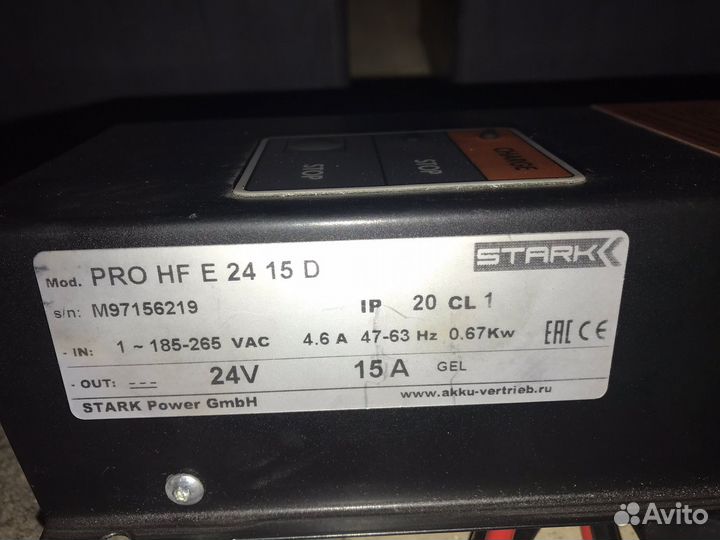 STOP
STOP
CHARGE
STARK
Mod. PRO HF E 24 15 D
s/n: M97156219 IP 20 CL 1
- IN: 1 ~ 185-265 VAC 4.6 A 47-63 Hz 0.67Kw EAC CE
- OUT: --- 24V 15 A GEL
STARK Power GmbH www.akku-vertrieb.ru
Avito